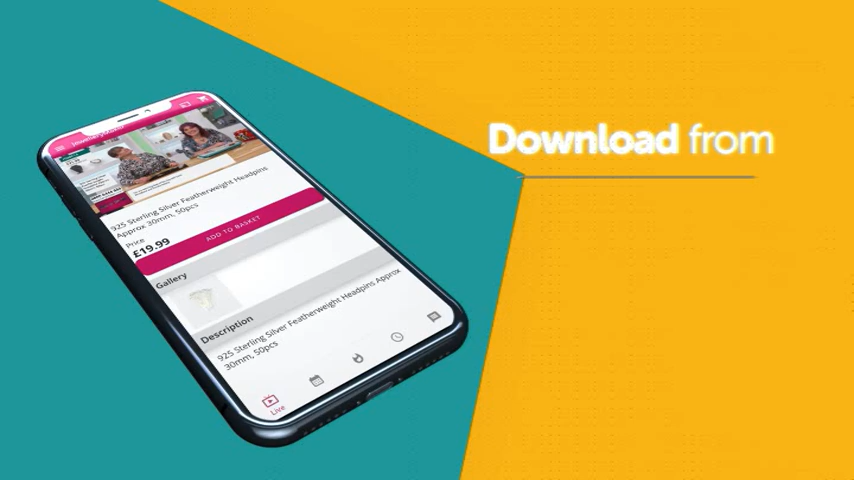 Download from
925 Sterling Silver Featherweight Headpins
Approx 30mm, 50pcs
Price
£19.99
ADD TO BASKET
Gallery
Description
925 Sterling Silver Featherweight Headpins Approx
30mm, 50pcs
Live